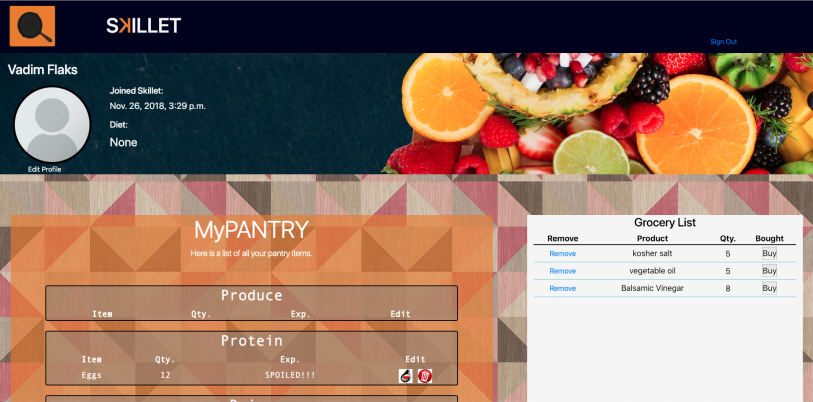 SKILLET
Sign Out
Vadim Flaks
Joined Skillet:
Nov. 26, 2018, 3:29 p.m.
Diet:
None
Edit Profile
MyPANTRY
Here is a list of all your pantry items.
Produce
Item Qty. Exp. Edit
Protein
Item Qty. Exp. Edit
Eggs 12 SPOILED!!!
Grocery List
Remove Product Qty. Bought
Remove kosher salt 5 Buy
Remove vegetable oil 5 Buy
Remove Balsamic Vinegar 8 Buy